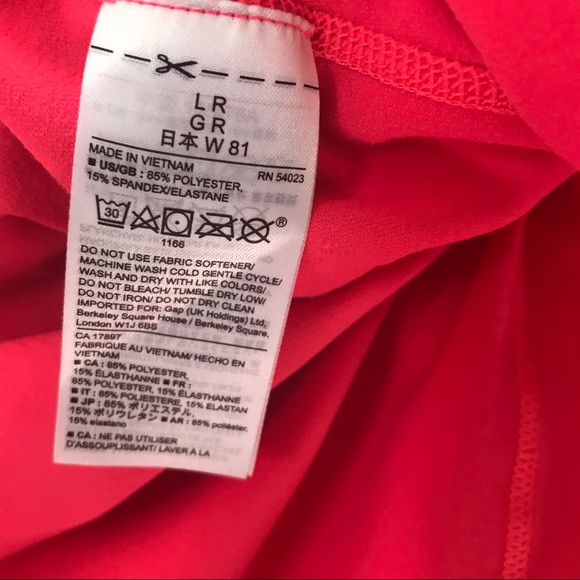 L R
G R
日本 W 81
MADE IN VIETNAM RN 54023
■ US/GB : 85% POLYESTER,
15% SPANDEX/ELASTANE
30
®
1166
DO NOT USE FABRIC SOFTENER/
MACHINE WASH COLD GENTLE CYCLE/
WASH AND DRY WITH LIKE COLORS/
DO NOT BLEACH/ TUMBLE DRY LOW/
DO NOT IRON/ DO NOT DRY CLEAN
IMPORTED FOR: Gap (UK Holdings) Ltd,
Berkeley Square House / Berkeley Square,
London W1J 6BS
CA 17897
FABRIQUE AU VIETNAM/ HECHO EN
VIETNAM
■ CA : 85% POLYESTER,
15% ÉLASTHANNE ■ FR :
85% POLYESTER, 15% ÉLASTHANNE
■ IT : 85% POLIESTERE, 15% ELASTAN
■ JP : 85% ポリエステル,
15% ポリウレタン ■ AR : 85% poliéster,
15% elastano
■ CA : NE PAS UTILISER
D'ASSOUPLISSANT/ LAVER À LA